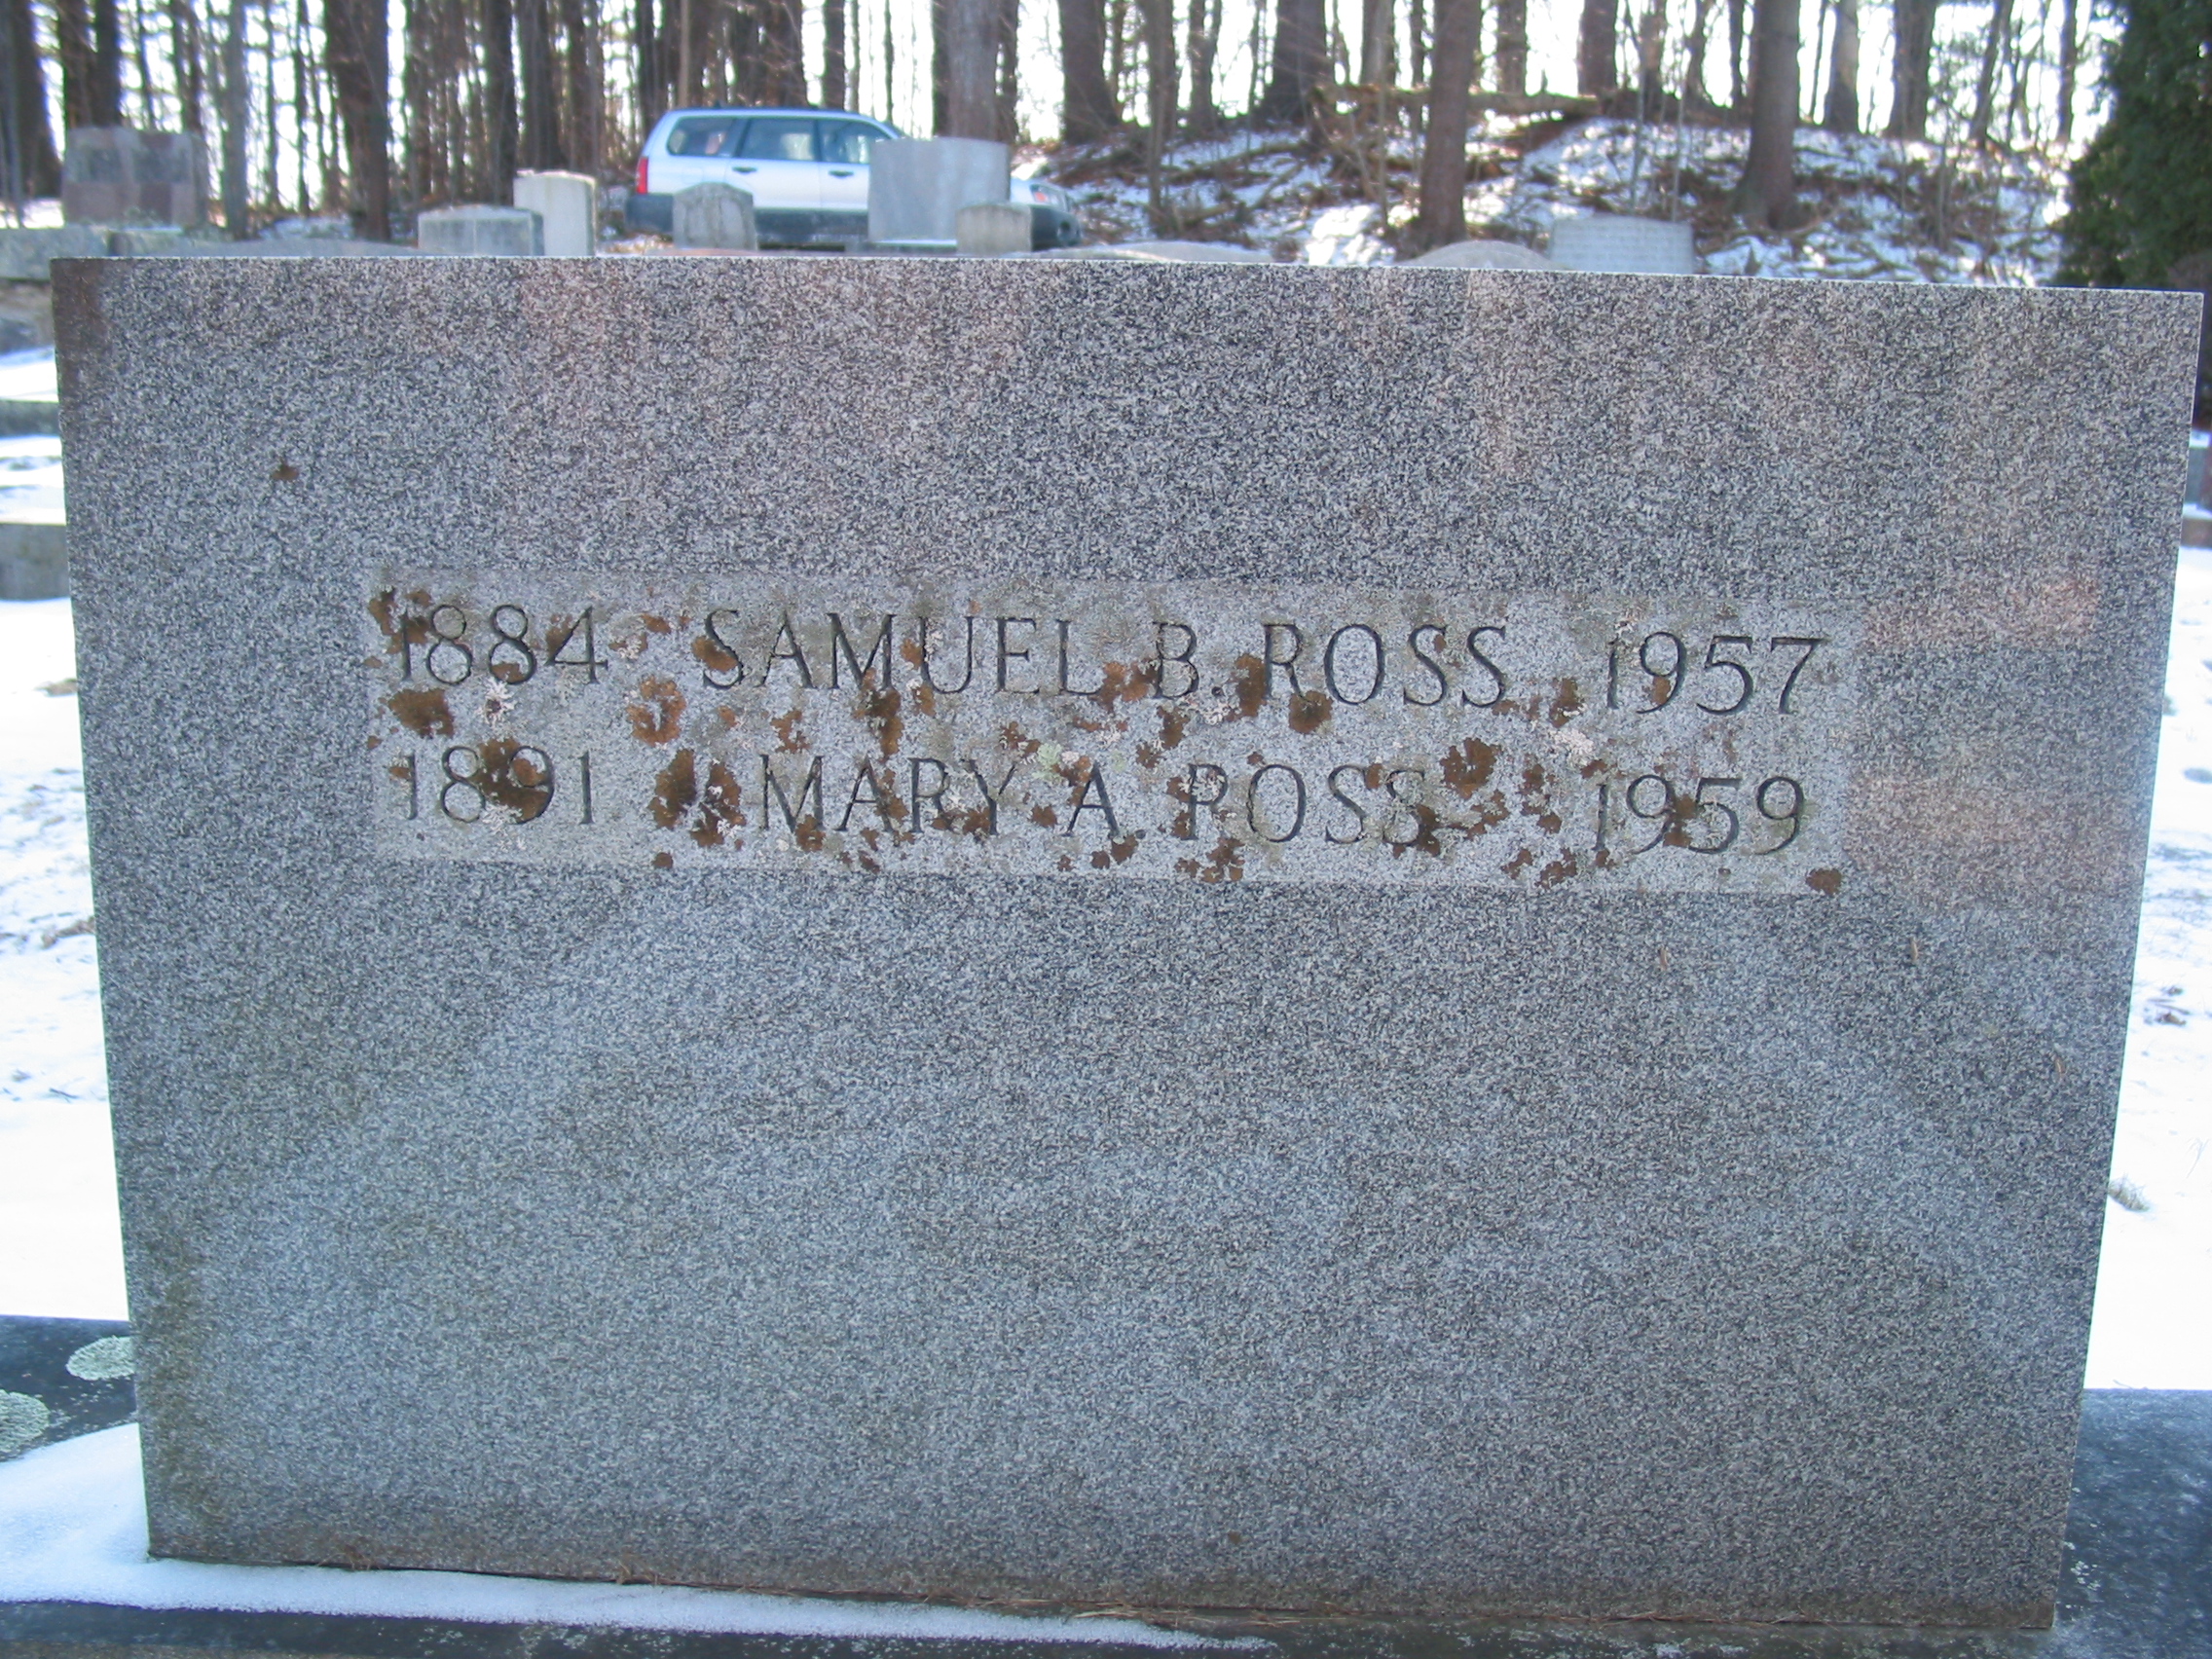 1884 SAMUEL B. ROSS 1957
1891 MARY A ROSS 1959